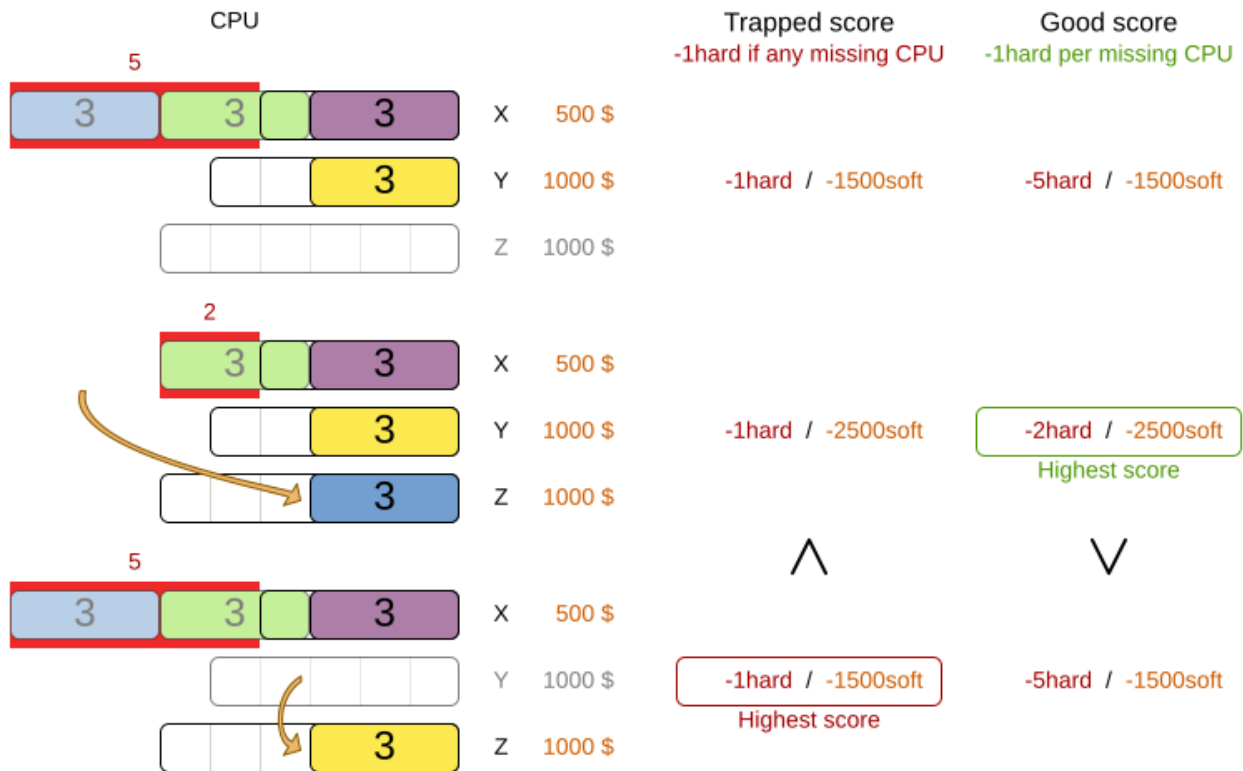 CPU Trapped score Good score
-1hard if any missing CPU -1hard per missing CPU
5
3 3 3 X 500 $
3 Y 1000 $ -1hard / -1500soft -5hard / -1500soft
Z 1000 $
2
3 3 X 500 $
3 Y 1000 $ -1hard / -2500soft -2hard / -2500soft
Highest score
3 Z 1000 $
5
3 3 3 X 500 $
Y 1000 $ -1hard / -1500soft -5hard / -1500soft
Highest score
3 Z 1000 $